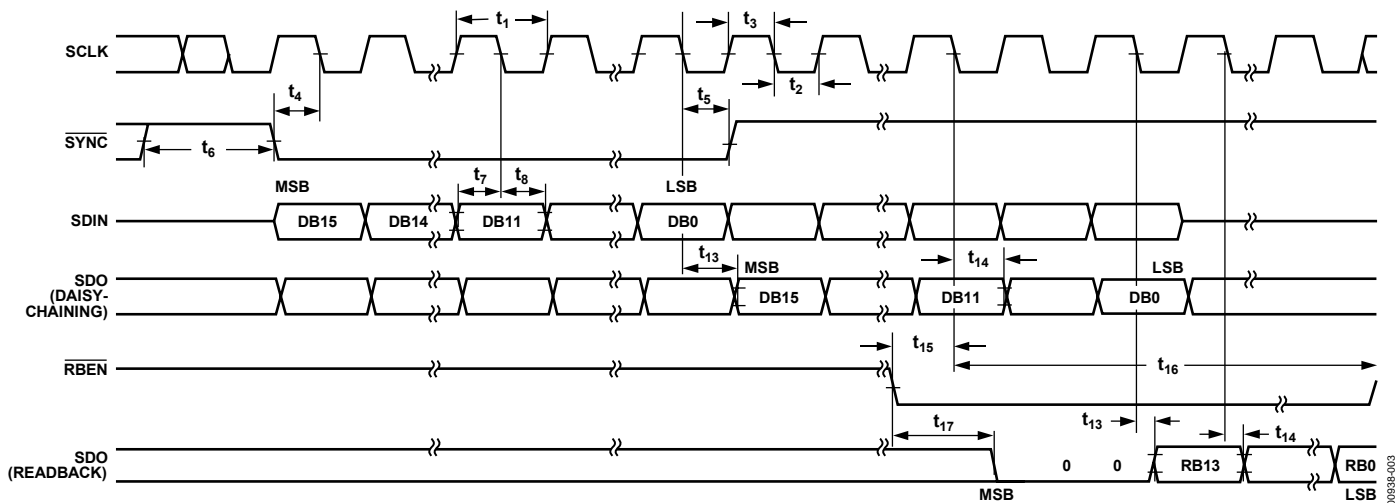 t1
t3
SCLK
t4
t2
t5
SYNC
t6
MSB
t7
t8
LSB
SDIN
DB15
DB14
DB11
DB0
t13
MSB
t14
LSB
SDO
(DAISY-
CHAINING)
DB15
DB11
DB0
t15
RBEN
t16
t17
t13
t14
SDO
(READBACK)
0
0
RB13
RB0
MSB
LSB
00938-003